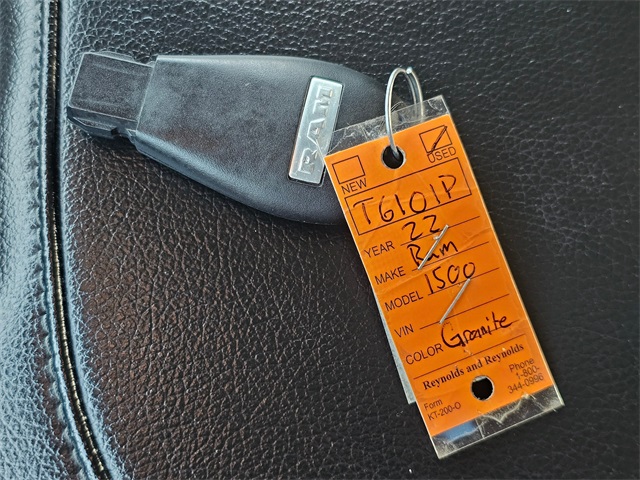 RAM
NEW
USED
T6101P
YEAR 22
MAKE Ram
MODEL 1500
VIN
COLOR Granite
Reynolds and Reynolds
Form
KT-200-O
Phone
1-800-
344-0996